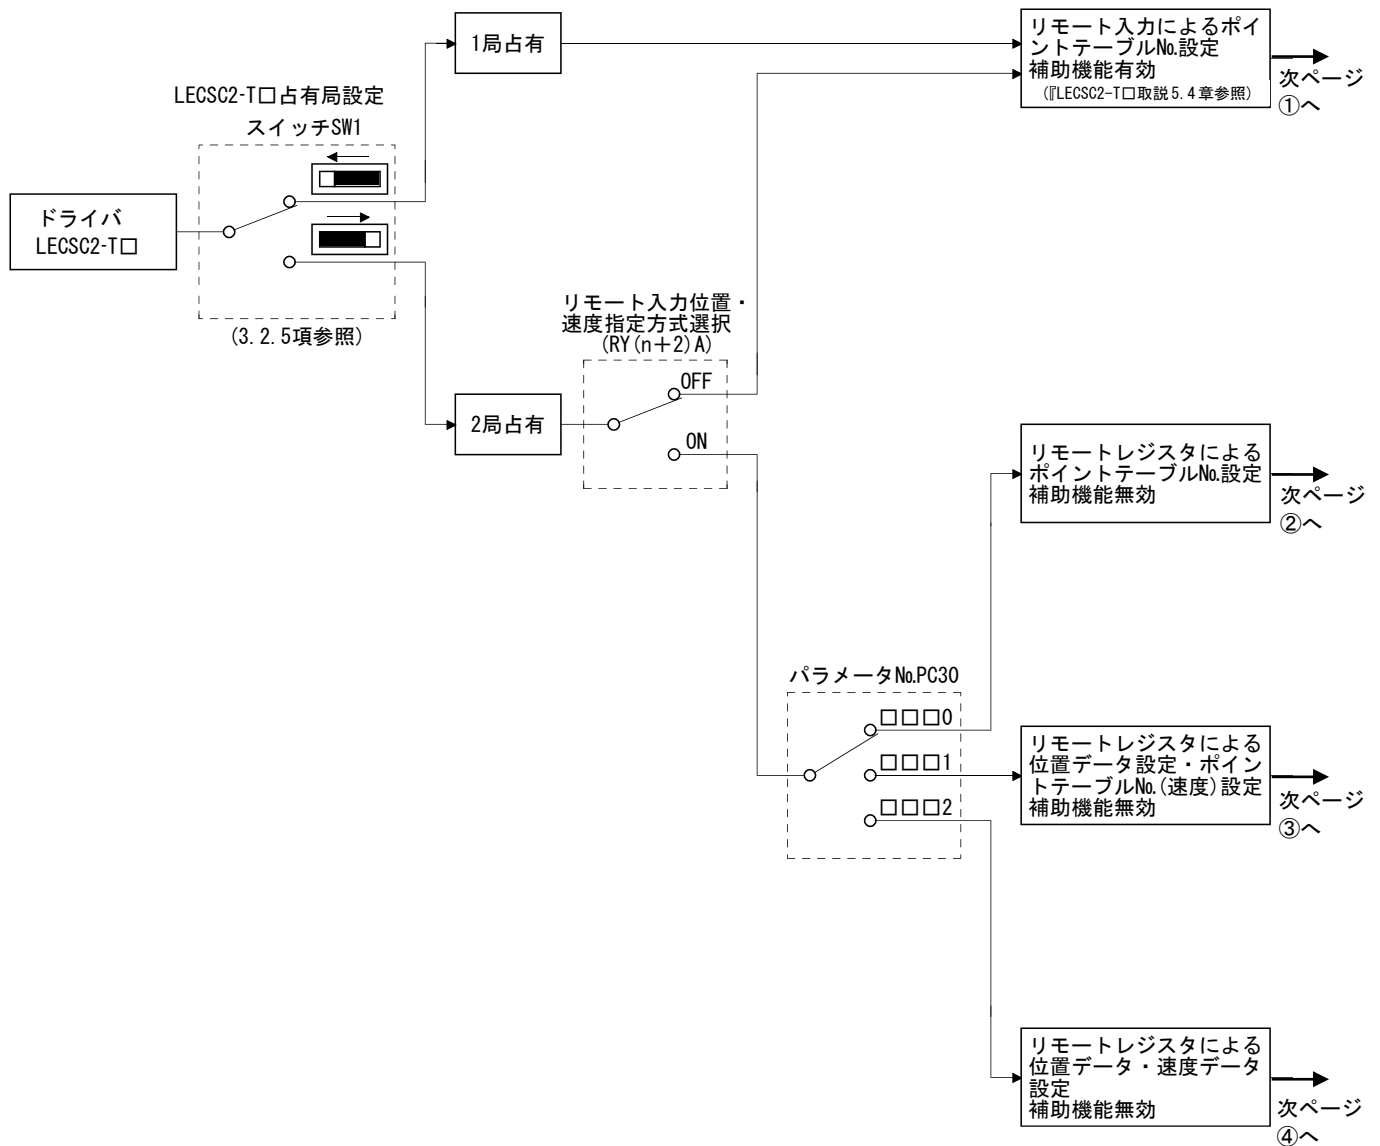 1局占有
リモート入力によるポイ
ントテーブル№設定
補助機能有効
(『LECSC2-T□取説5.4章参照)
次ページ
①へ
LECSC2-T□占有局設定
スイッチSW1
ドライバ
LECSC2-T□
(3.2.5項参照)
リモート入力位置・
速度指定方式選択
(RY(n+2)A)
OFF
2局占有
ON
リモートレジスタによる
ポイントテーブル№設定
補助機能無効
次ページ
②へ
パラメータ№PC30
□□□0
□□□1
□□□2
リモートレジスタによる
位置データ設定・ポイン
トテーブル№(速度)設定
補助機能無効
次ページ
③へ
リモートレジスタによる
位置データ・速度データ
設定
補助機能無効
次ページ
④へ